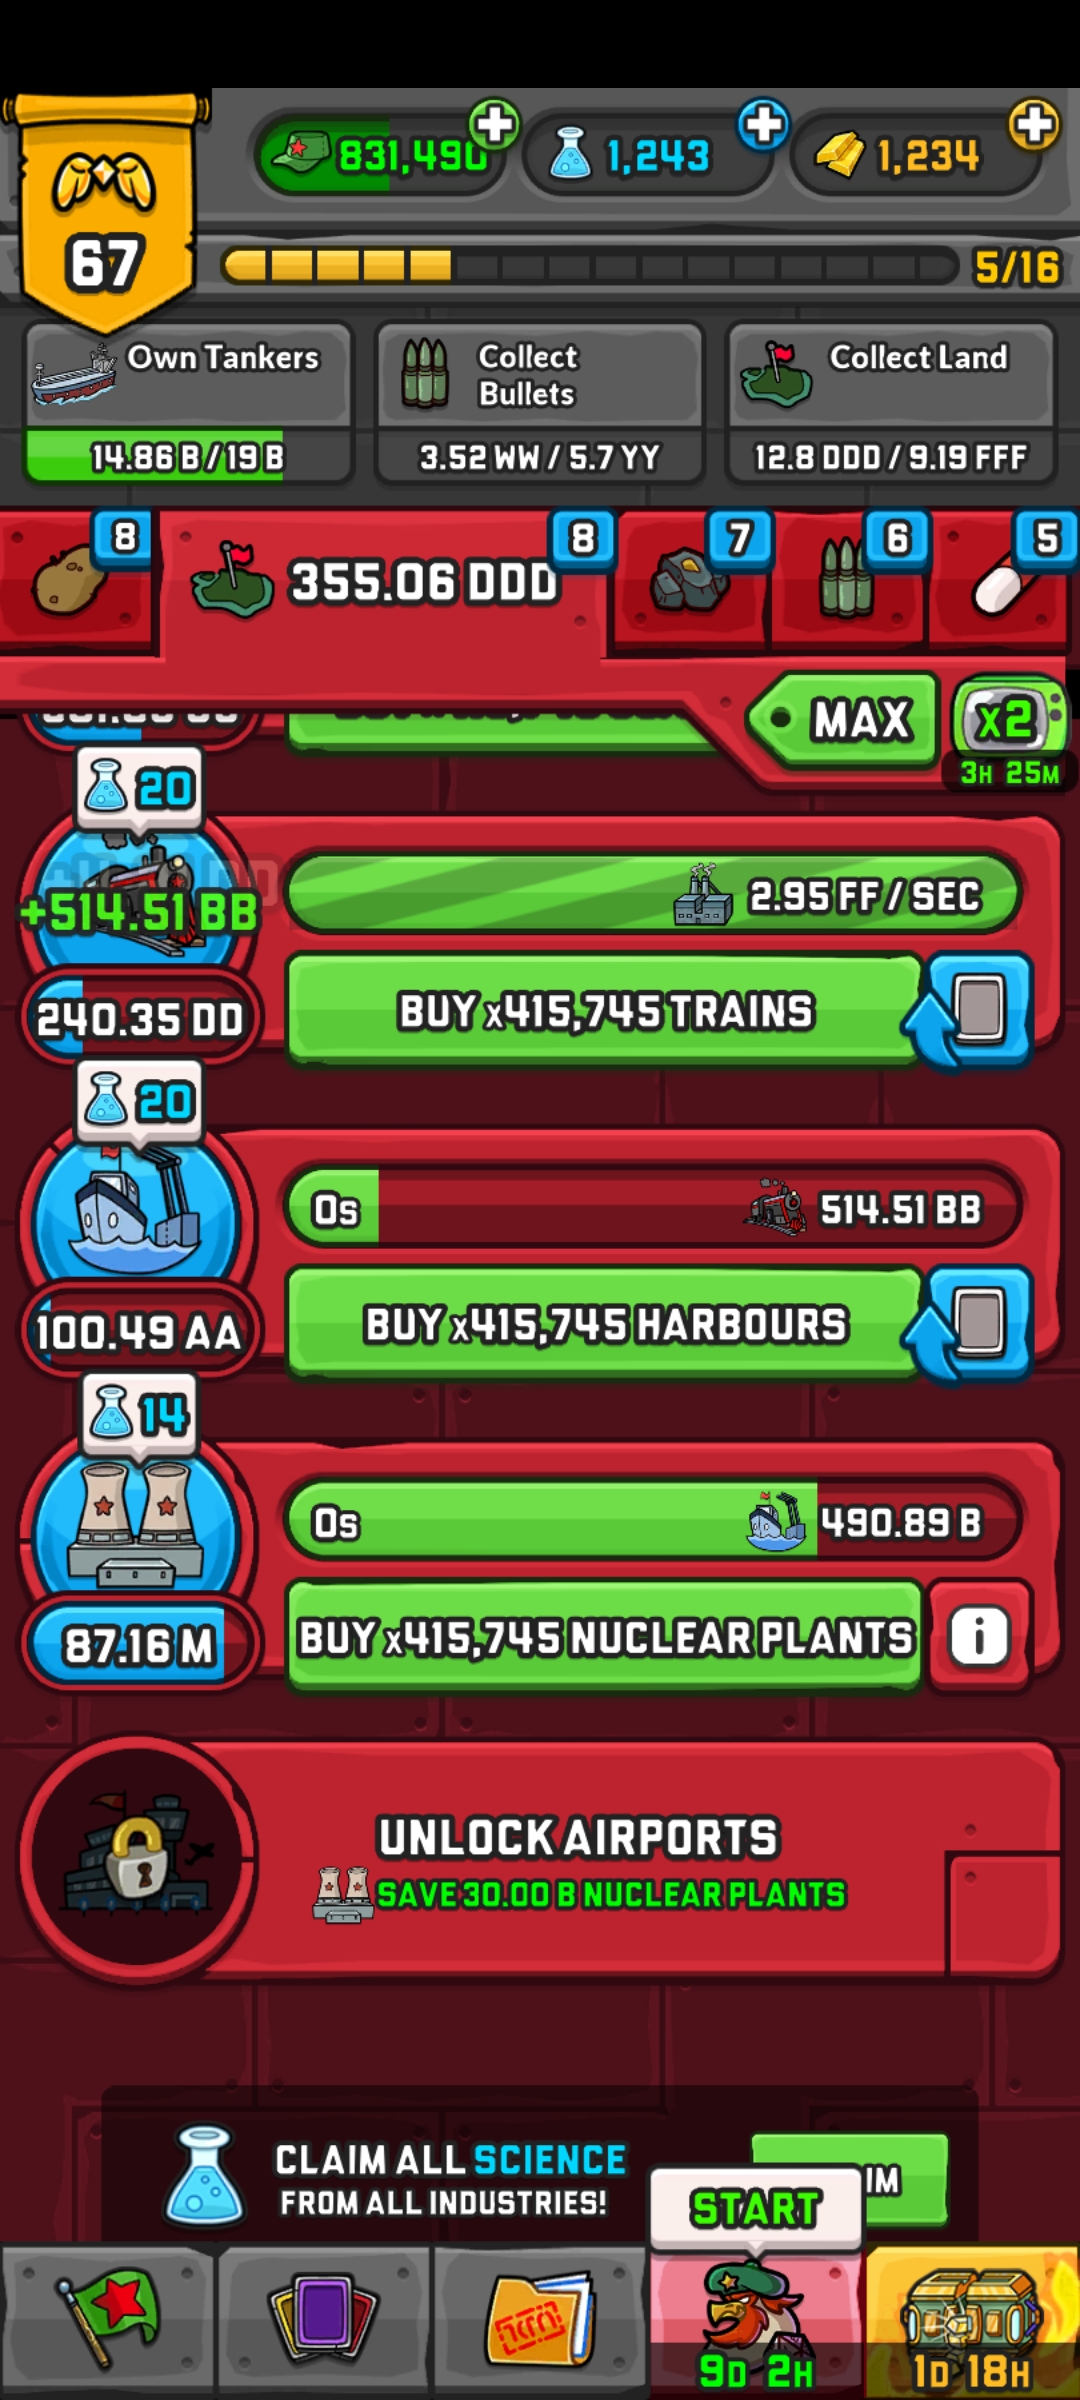 831,490
1,243
1,234
67
5/16
Own Tankers
14.86 B / 19 B
Collect
Bullets
3.52 WW / 5.7 YY
Collect Land
12.8 DDD / 9.19 FFF
8
355.06 DDD
8
7
6
5
MAX
x2
3H 25M
20
+514.51 BB
2.95 FF / SEC
240.35 DD
BUY x415,745 TRAINS
20
0s
514.51 BB
100.49 AA
BUY x415,745 HARBOURS
14
0s
490.89 B
87.16 M
BUY x415,745 NUCLEAR PLANTS
i
UNLOCK AIRPORTS
SAVE 30.00 B NUCLEAR PLANTS
CLAIM ALL SCIENCE
FROM ALL INDUSTRIES!
IM
START
9D 2H
1D 18H